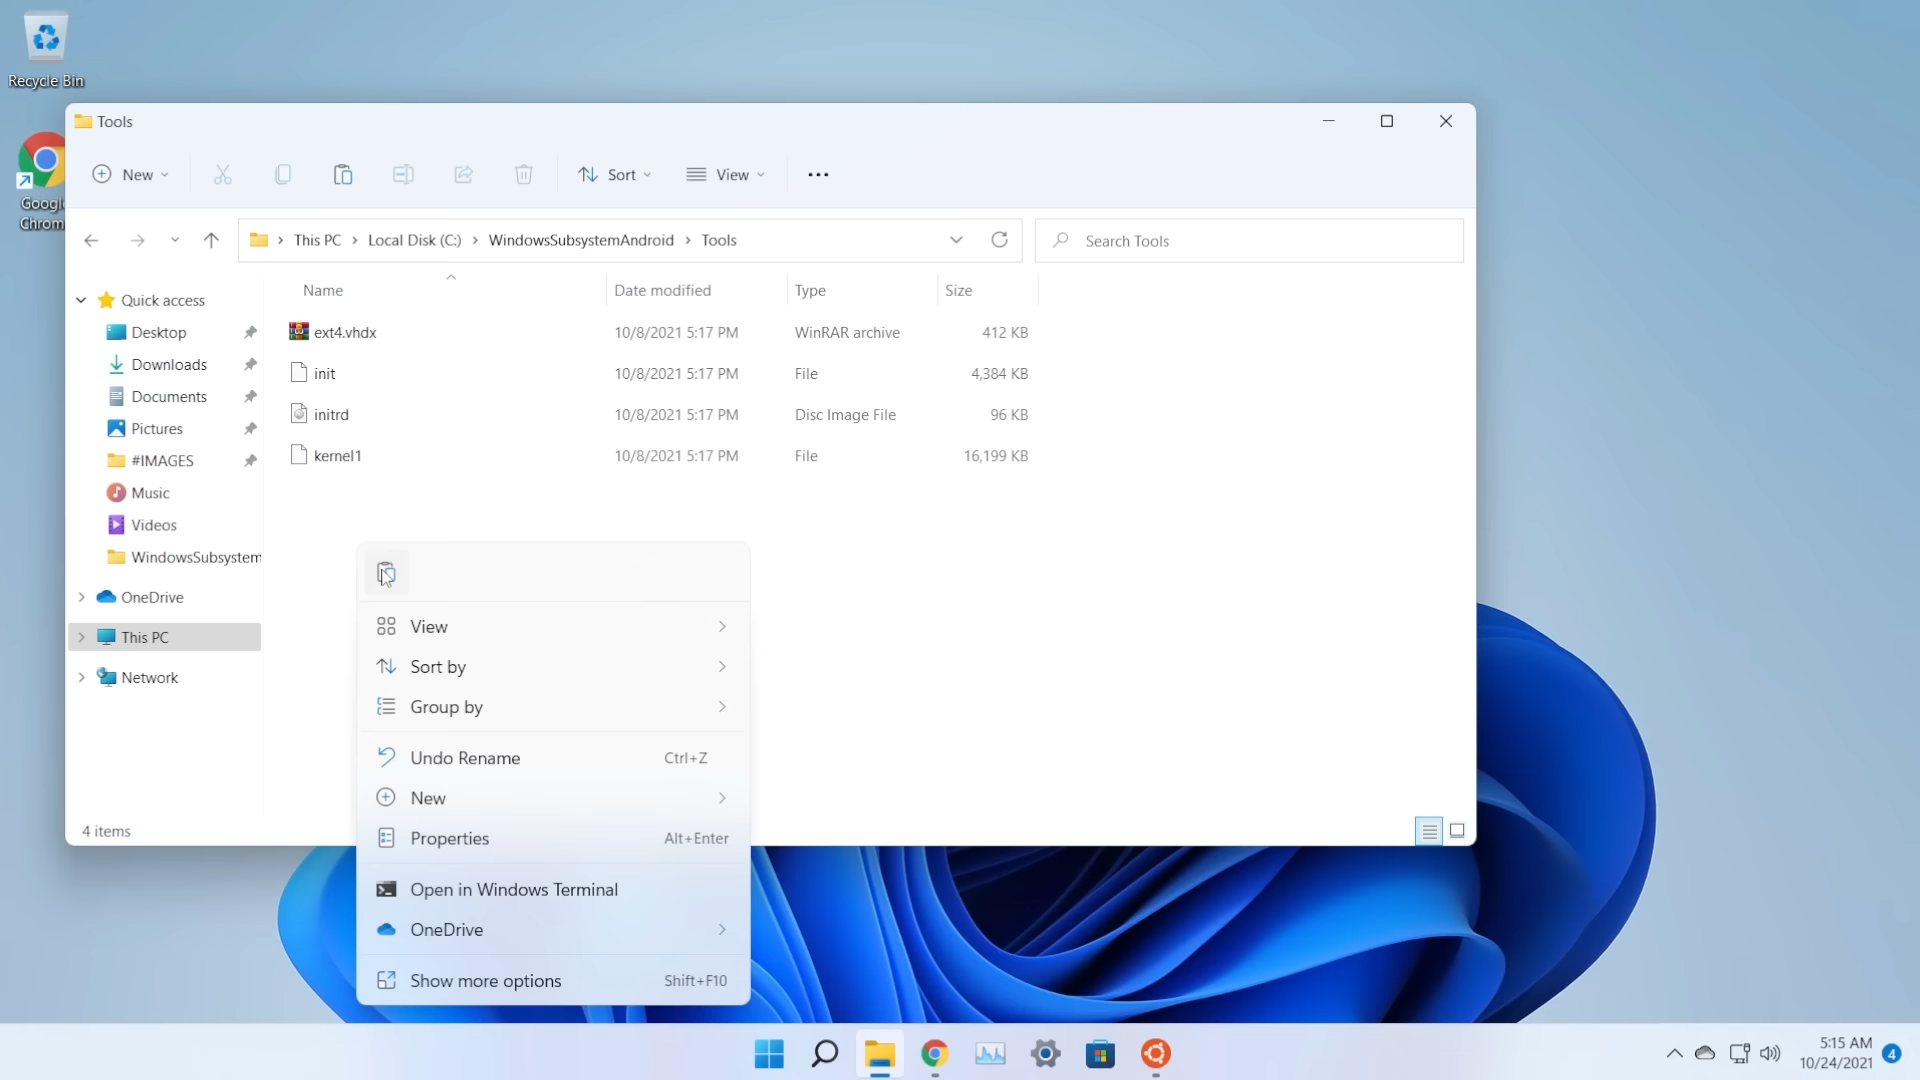 Recycle Bin
Google
Chrom
Tools
New
Sort
View
This PC
Local Disk (C:)
WindowsSubsystemAndroid
Tools
Search Tools
Name
Date modified
Type
Size
ext4.vhdx
10/8/2021 5:17 PM
WinRAR archive
412 KB
init
10/8/2021 5:17 PM
File
4,384 KB
initrd
10/8/2021 5:17 PM
Disc Image File
96 KB
kernel1
10/8/2021 5:17 PM
File
16,199 KB
Quick access
Desktop
Downloads
Documents
Pictures
#IMAGES
Music
Videos
WindowsSubsystem
OneDrive
This PC
Network
4 items
View
Sort by
Group by
Undo Rename
Ctrl+Z
New
Properties
Alt+Enter
Open in Windows Terminal
OneDrive
Show more options
Shift+F10
5:15 AM
10/24/2021
4